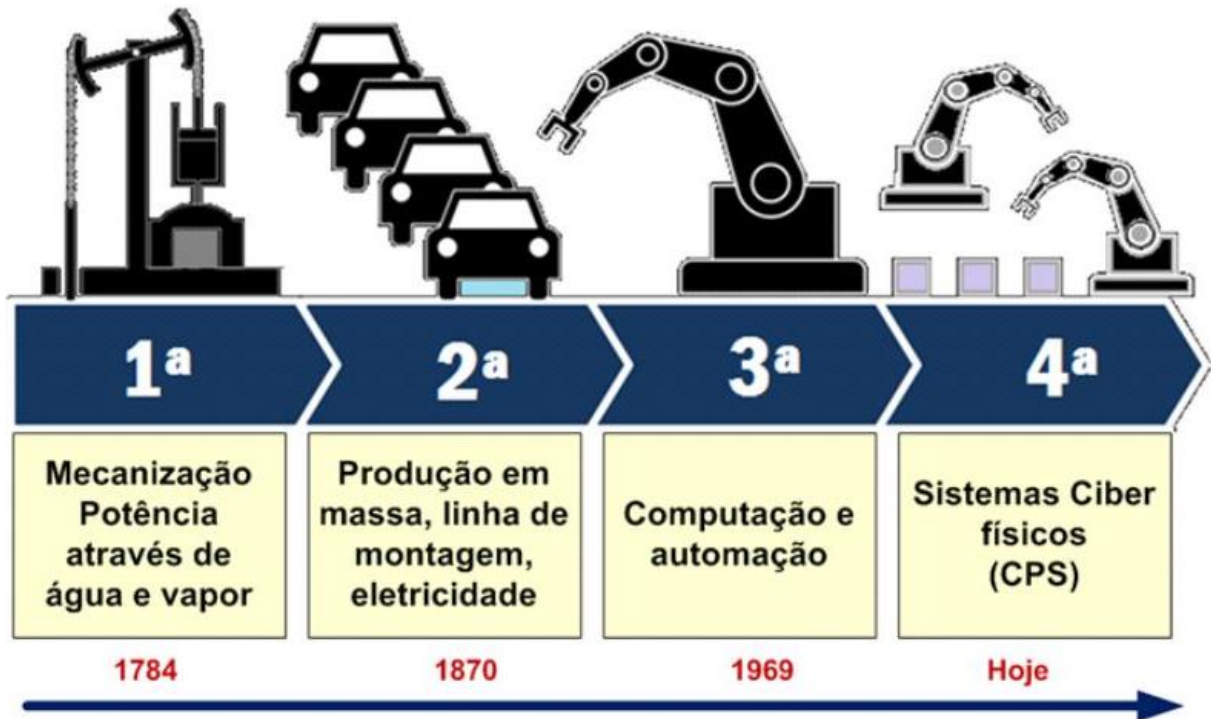 1ª
2ª
3ª
4ª
Mecanização
Potência
através de
água e vapor
Produção em
massa, linha de
montagem,
eletricidade
Computação e
automação
Sistemas Ciber
físicos
(CPS)
1784
1870
1969
Hoje